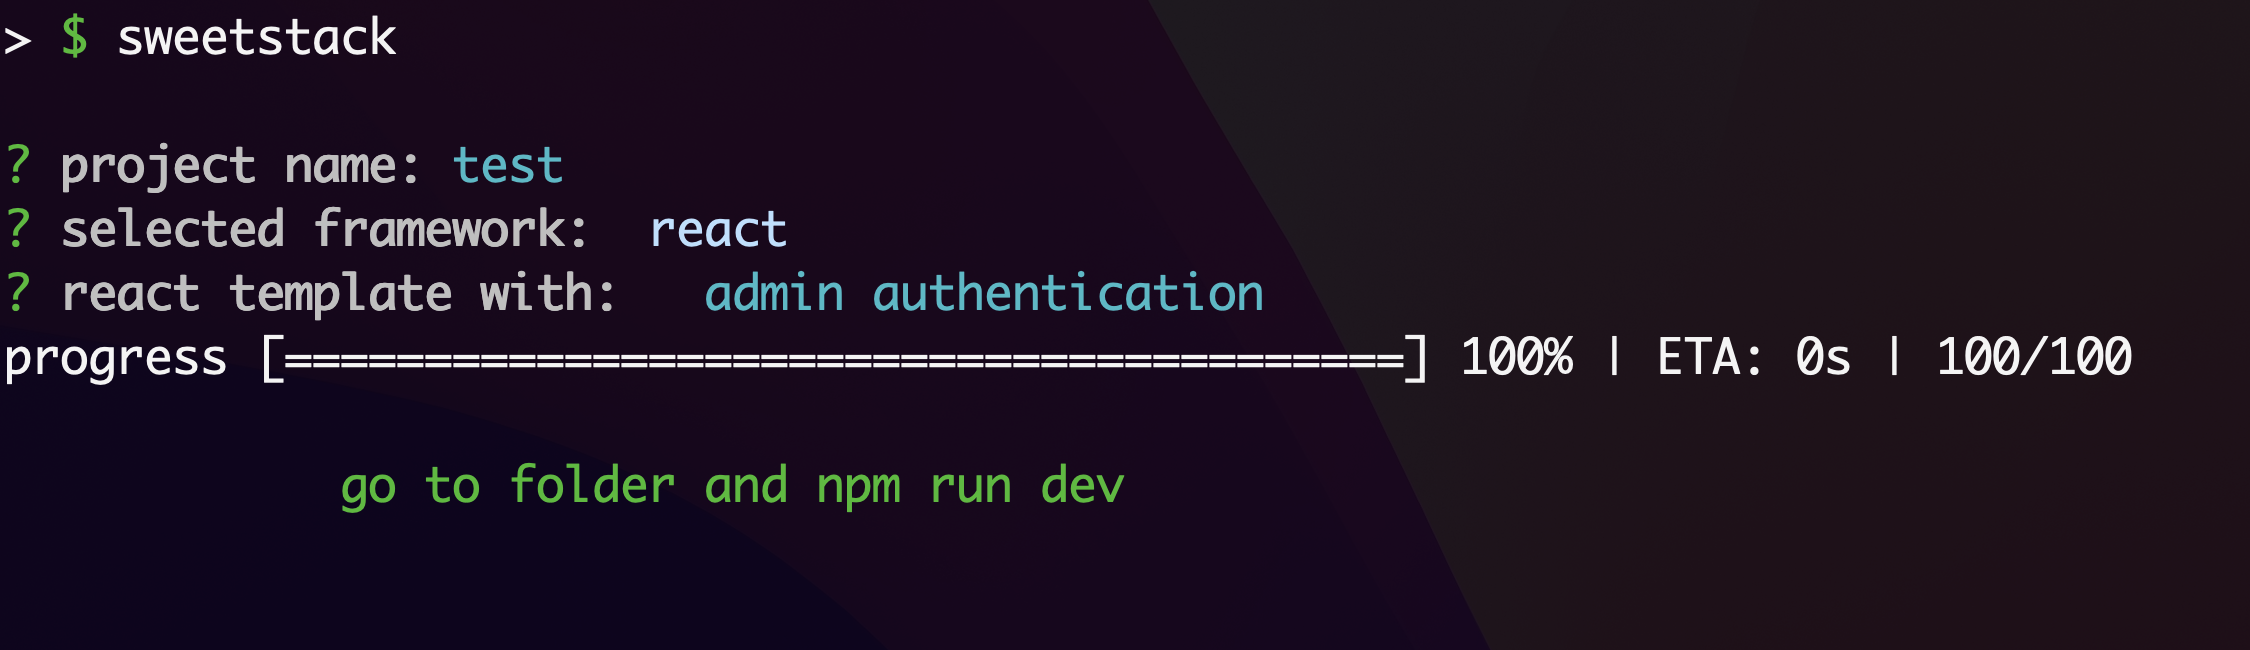 > $ sweetstack
? project name: test
? selected framework:  react
? react template with:   admin authentication
progress [========================================] 100% | ETA: 0s | 100/100
go to folder and npm run dev